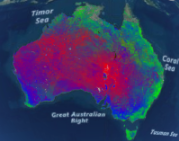 Timor
Sea
Coral
Sea
Great Australian
Bight
Tasman Sea